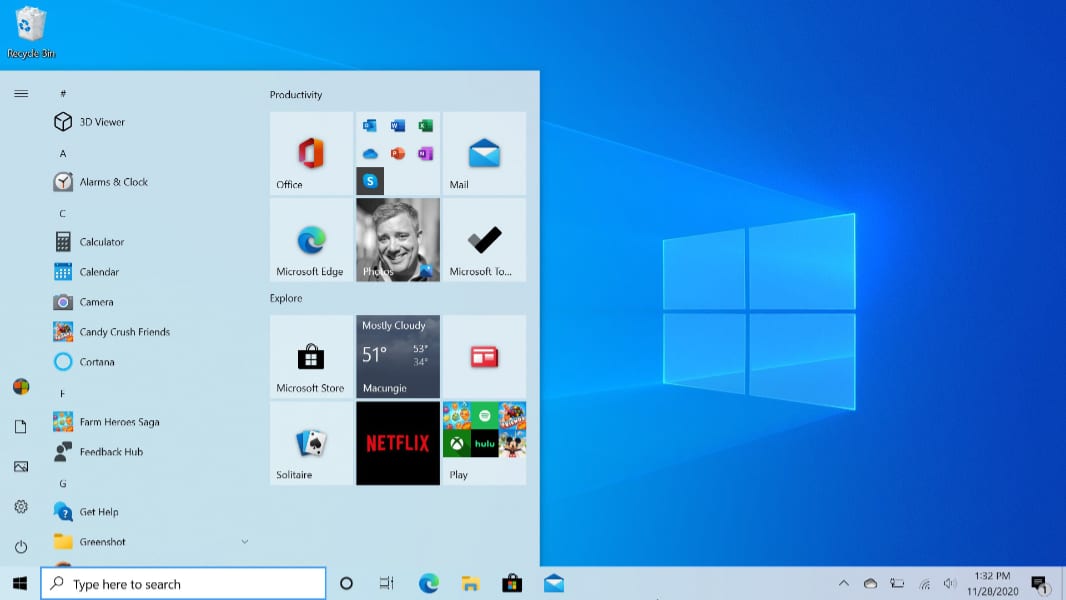 Recycle Bin
#
3D Viewer
A
Alarms & Clock
C
Calculator
Calendar
Camera
Candy Crush Friends
Cortana
F
Farm Heroes Saga
Feedback Hub
G
Get Help
Greenshot
Productivity
Office
Mail
Microsoft Edge
Photos
Microsoft To...
Explore
Microsoft Store
Mostly Cloudy
51° 53°
34°
Macungie
Solitaire
NETFLIX
hulu
Play
Type here to search
1:32 PM
11/28/2020
1